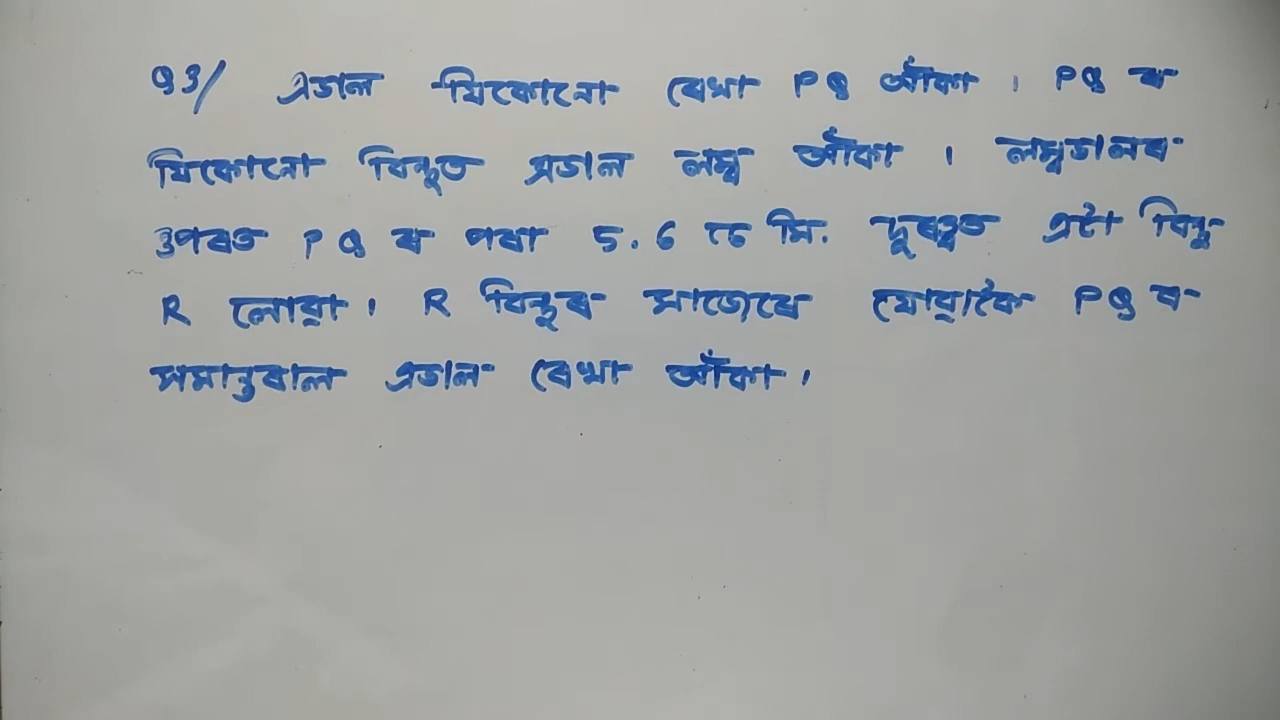 Q3/ এডাল যিকোনো ৰেখা PQ আঁকা । PQ ৰ
যিকোনো বিন্দুত এডাল লম্ব আঁকা । লম্বডালৰ
ওপৰত PQ ৰ পৰা 5.6 চে মি. দূৰত্বত এটা বিন্দু
R লোৱা । R বিন্দুৰ মাজেৰে যোৱাকৈ PQ ৰ
সমান্তৰাল এডাল ৰেখা আঁকা ।